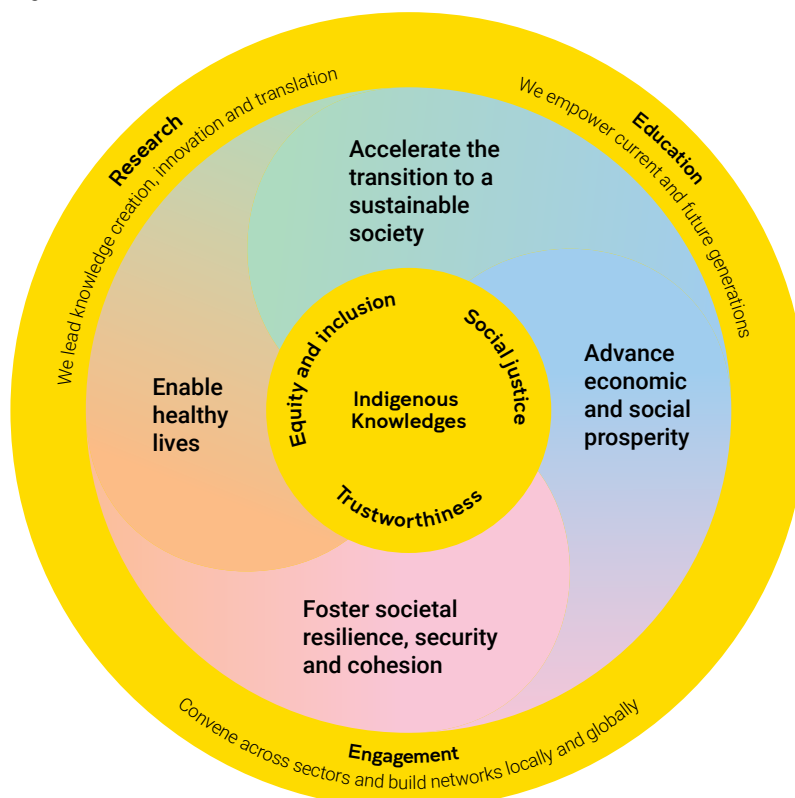 Research
We lead knowledge creation, innovation and translation
Education
We empower current and future generations
Accelerate the
transition to a
sustainable
society
Equity and inclusion
Social justice
Indigenous
Knowledges
Trustworthiness
Enable
healthy
lives
Advance
economic
and social
prosperity
Foster societal
resilience, security
and cohesion
Engagement
Convene across sectors and build networks locally and globally